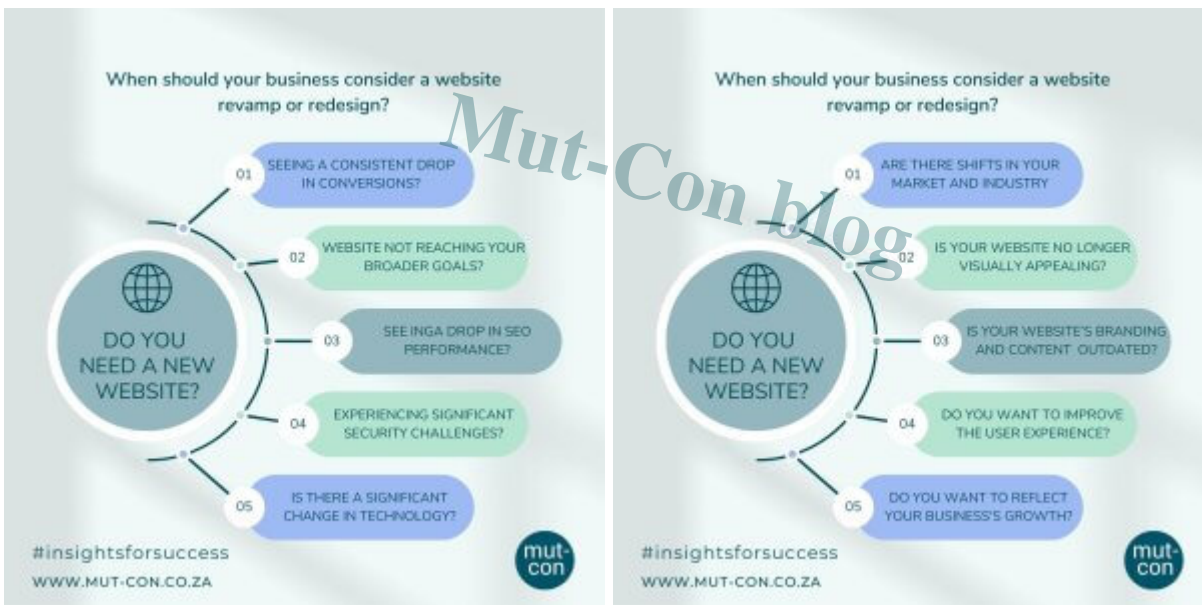 When should your business consider a website
revamp or redesign?
01
SEEING A CONSISTENT DROP
IN CONVERSIONS?
02
WEBSITE NOT REACHING YOUR
BROADER GOALS?
DO YOU
NEED A NEW
WEBSITE?
03
SEE INGA DROP IN SEO
PERFORMANCE?
04
EXPERIENCING SIGNIFICANT
SECURITY CHALLENGES?
05
IS THERE A SIGNIFICANT
CHANGE IN TECHNOLOGY?
#insightsforsuccess
WWW.MUT-CON.CO.ZA
mut-
con
Mut-Con blog
When should your business consider a website
revamp or redesign?
01
ARE THERE SHIFTS IN YOUR
MARKET AND INDUSTRY
02
IS YOUR WEBSITE NO LONGER
VISUALLY APPEALING?
DO YOU
NEED A NEW
WEBSITE?
03
IS YOUR WEBSITE'S BRANDING
AND CONTENT OUTDATED?
04
DO YOU WANT TO IMPROVE
THE USER EXPERIENCE?
05
DO YOU WANT TO REFLECT
YOUR BUSINESS'S GROWTH?
#insightsforsuccess
WWW.MUT-CON.CO.ZA
mut-
con